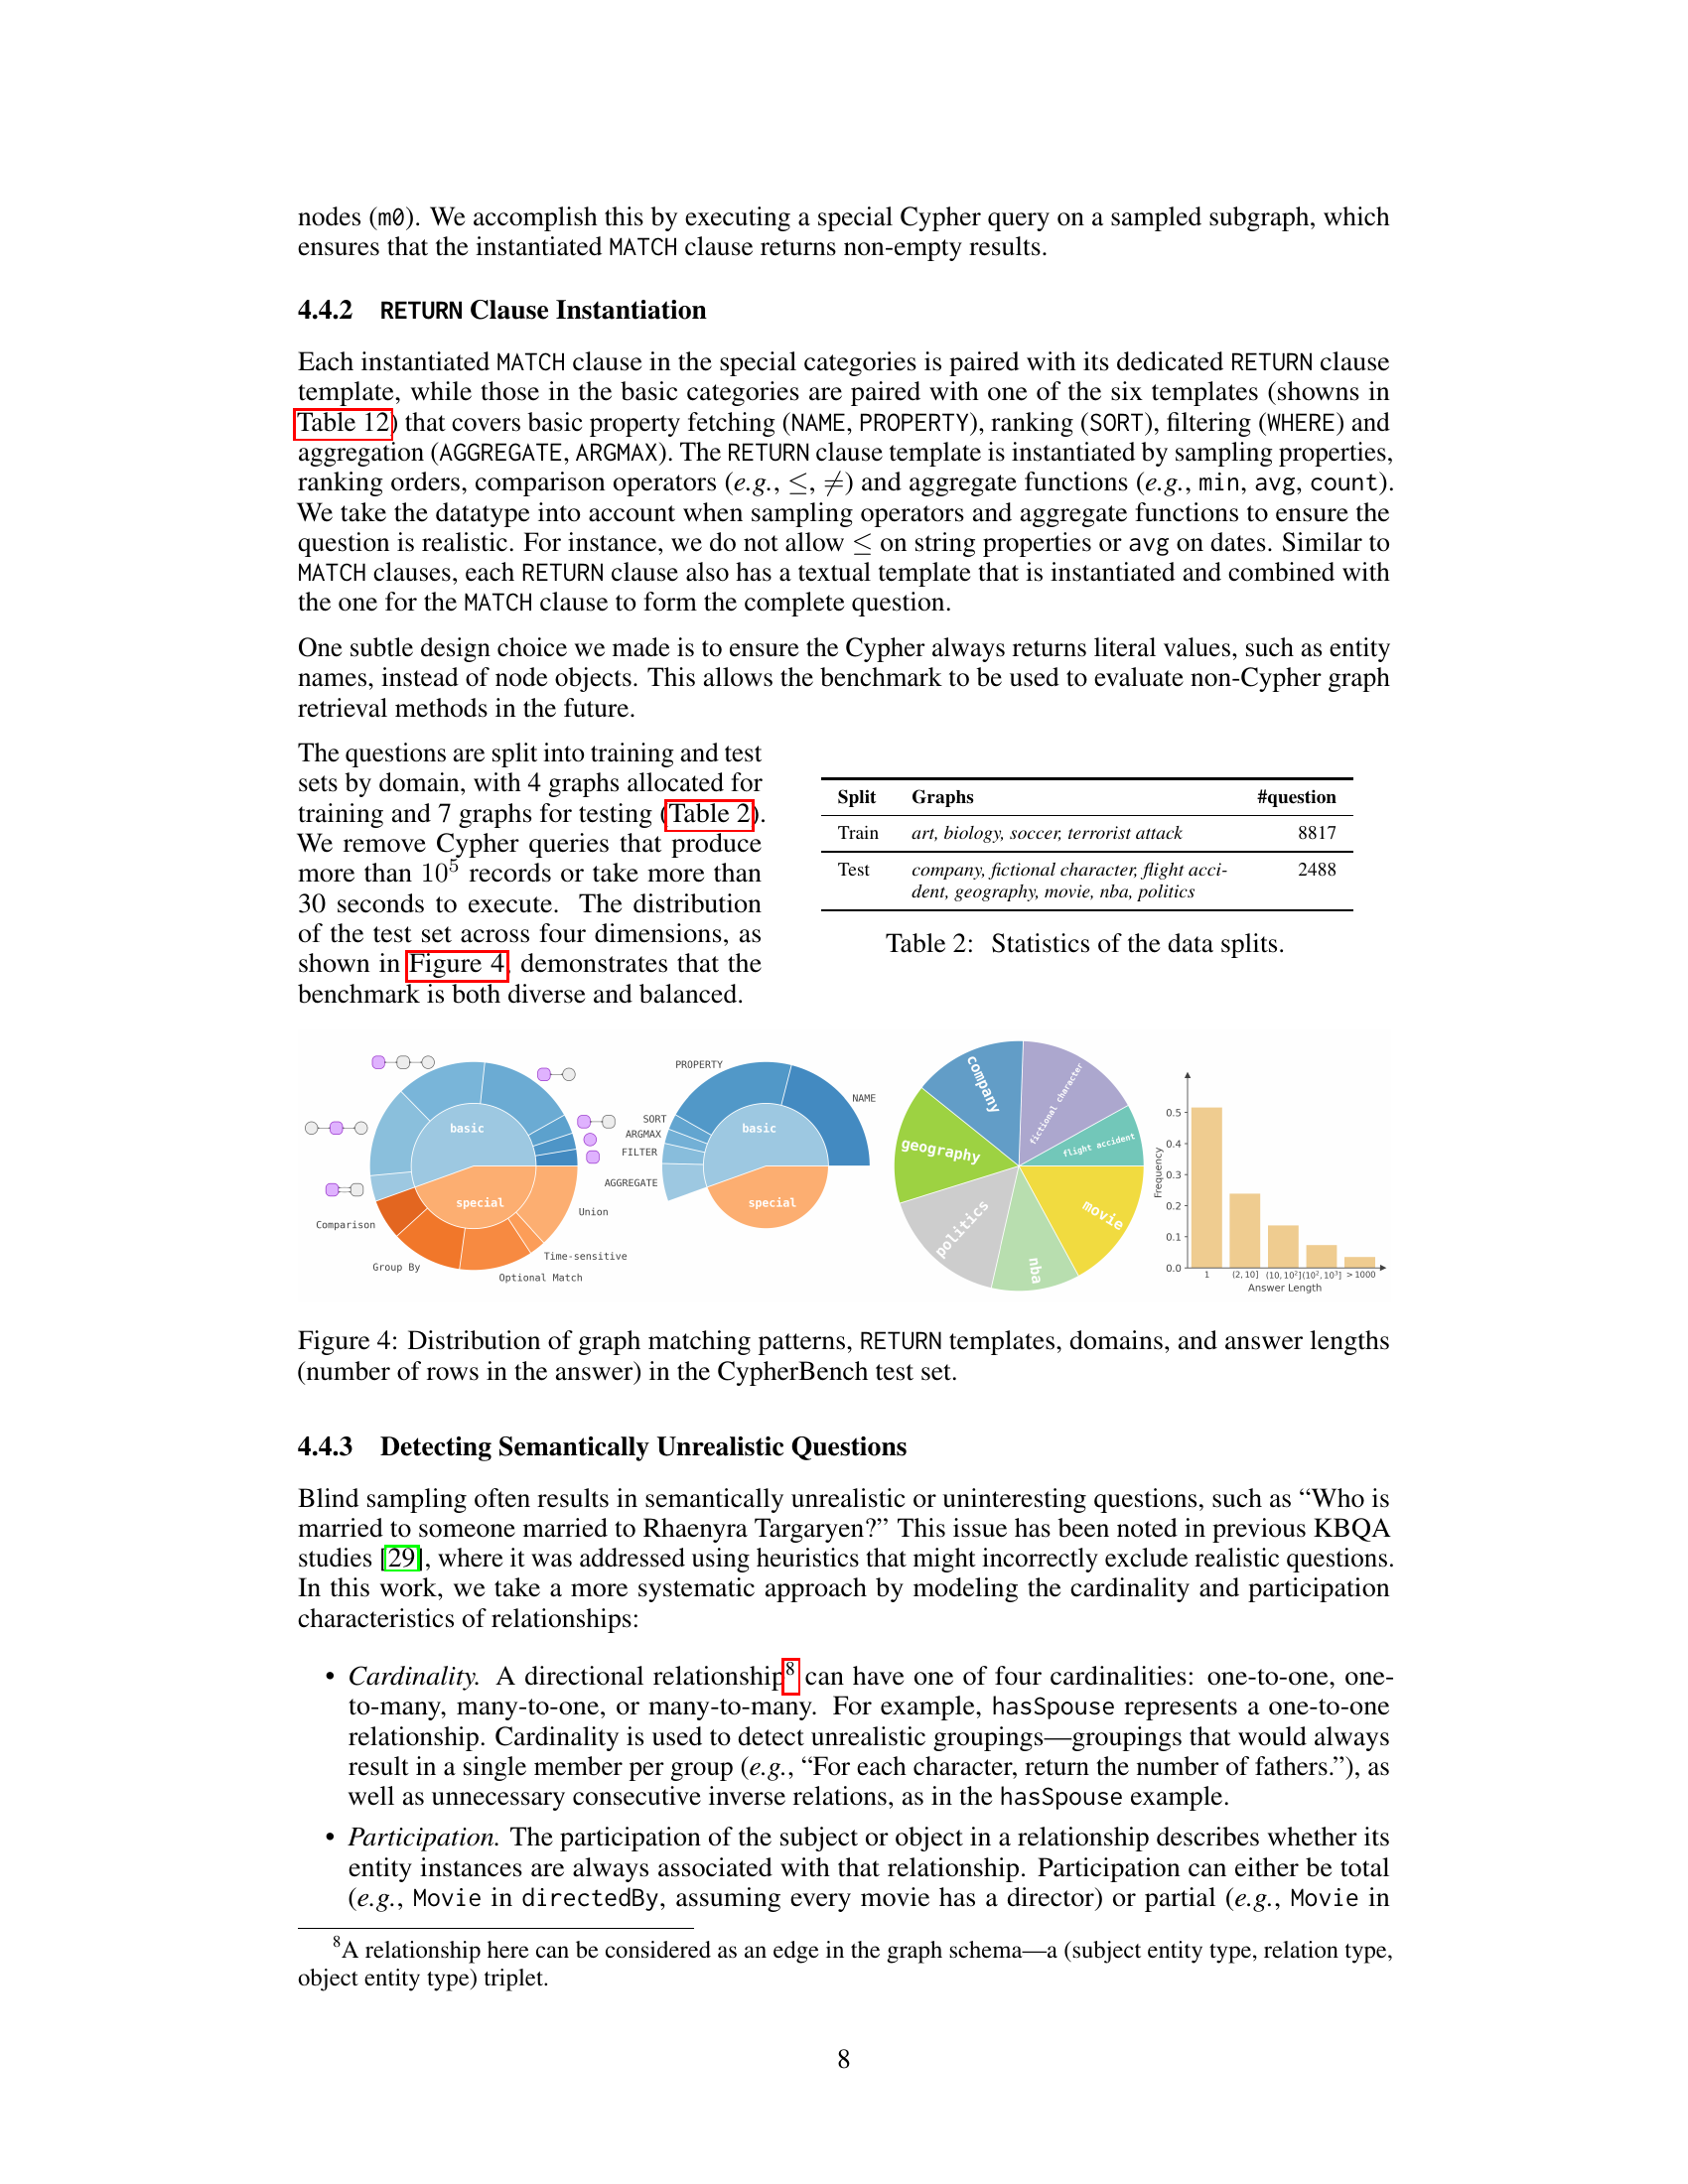 nodes (m0). We accomplish this by executing a special Cypher query on a sampled subgraph, which
ensures that the instantiated MATCH clause returns non-empty results.
4.4.2 RETURN Clause Instantiation
Each instantiated MATCH clause in the special categories is paired with its dedicated RETURN clause
template, while those in the basic categories are paired with one of the six templates (showns in
Table 12) that covers basic property fetching (NAME, PROPERTY), ranking (SORT), filtering (WHERE) and
aggregation (AGGREGATE, ARGMAX). The RETURN clause template is instantiated by sampling properties,
ranking orders, comparison operators (e.g., ≤, ≠) and aggregate functions (e.g., min, avg, count).
We take the datatype into account when sampling operators and aggregate functions to ensure the
question is realistic. For instance, we do not allow ≤ on string properties or avg on dates. Similar to
MATCH clauses, each RETURN clause also has a textual template that is instantiated and combined with
the one for the MATCH clause to form the complete question.
One subtle design choice we made is to ensure the Cypher always returns literal values, such as entity
names, instead of node objects. This allows the benchmark to be used to evaluate non-Cypher graph
retrieval methods in the future.
The questions are split into training and test
sets by domain, with 4 graphs allocated for
training and 7 graphs for testing (Table 2).
We remove Cypher queries that produce
more than 10⁵ records or take more than
30 seconds to execute. The distribution
of the test set across four dimensions, as
shown in Figure 4, demonstrates that the
benchmark is both diverse and balanced.
Split Graphs #question
Train art, biology, soccer, terrorist attack 8817
Test company, fictional character, flight acci- 2488
dent, geography, movie, nba, politics
Table 2: Statistics of the data splits.
basic
special
Comparison
Group By
Optional Match
Time-sensitive
Union
PROPERTY
NAME
SORT
ARGMAX
FILTER
AGGREGATE
basic
special
company
fictional character
flight accident
geography
politics
nba
movie
Frequency
0.5
0.4
0.3
0.2
0.1
0.0
1 (2, 10] (10, 10²] (10², 10³] > 1000
Answer Length
Figure 4: Distribution of graph matching patterns, RETURN templates, domains, and answer lengths
(number of rows in the answer) in the CypherBench test set.
4.4.3 Detecting Semantically Unrealistic Questions
Blind sampling often results in semantically unrealistic or uninteresting questions, such as “Who is
married to someone married to Rhaenyra Targaryen?” This issue has been noted in previous KBQA
studies [29], where it was addressed using heuristics that might incorrectly exclude realistic questions.
In this work, we take a more systematic approach by modeling the cardinality and participation
characteristics of relationships:
• Cardinality. A directional relationship⁸ can have one of four cardinalities: one-to-one, one-
to-many, many-to-one, or many-to-many. For example, hasSpouse represents a one-to-one
relationship. Cardinality is used to detect unrealistic groupings—groupings that would always
result in a single member per group (e.g., “For each character, return the number of fathers.”), as
well as unnecessary consecutive inverse relations, as in the hasSpouse example.
• Participation. The participation of the subject or object in a relationship describes whether its
entity instances are always associated with that relationship. Participation can either be total
(e.g., Movie in directedBy, assuming every movie has a director) or partial (e.g., Movie in
⁸A relationship here can be considered as an edge in the graph schema—a (subject entity type, relation type,
object entity type) triplet.
8